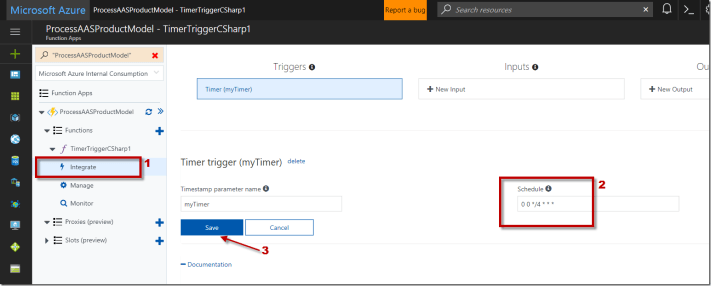 Microsoft Azure ProcessAASProductModel - TimerTriggerCSharp1 Report a bug Search resources
ProcessAASProductModel - TimerTriggerCSharp1
Function Apps
"ProcessAASProductModel"
Microsoft Azure Internal Consumption
Function Apps
ProcessAASProductModel
Functions
TimerTriggerCSharp1
Integrate 1
Manage
Monitor
Proxies (preview)
Slots (preview)
Triggers Inputs Ou
Timer (myTimer) + New Input + New Output
Timer trigger (myTimer) delete
Timestamp parameter name Schedule 2
myTimer 0 0 */4 * * *
Save Cancel
3
Documentation